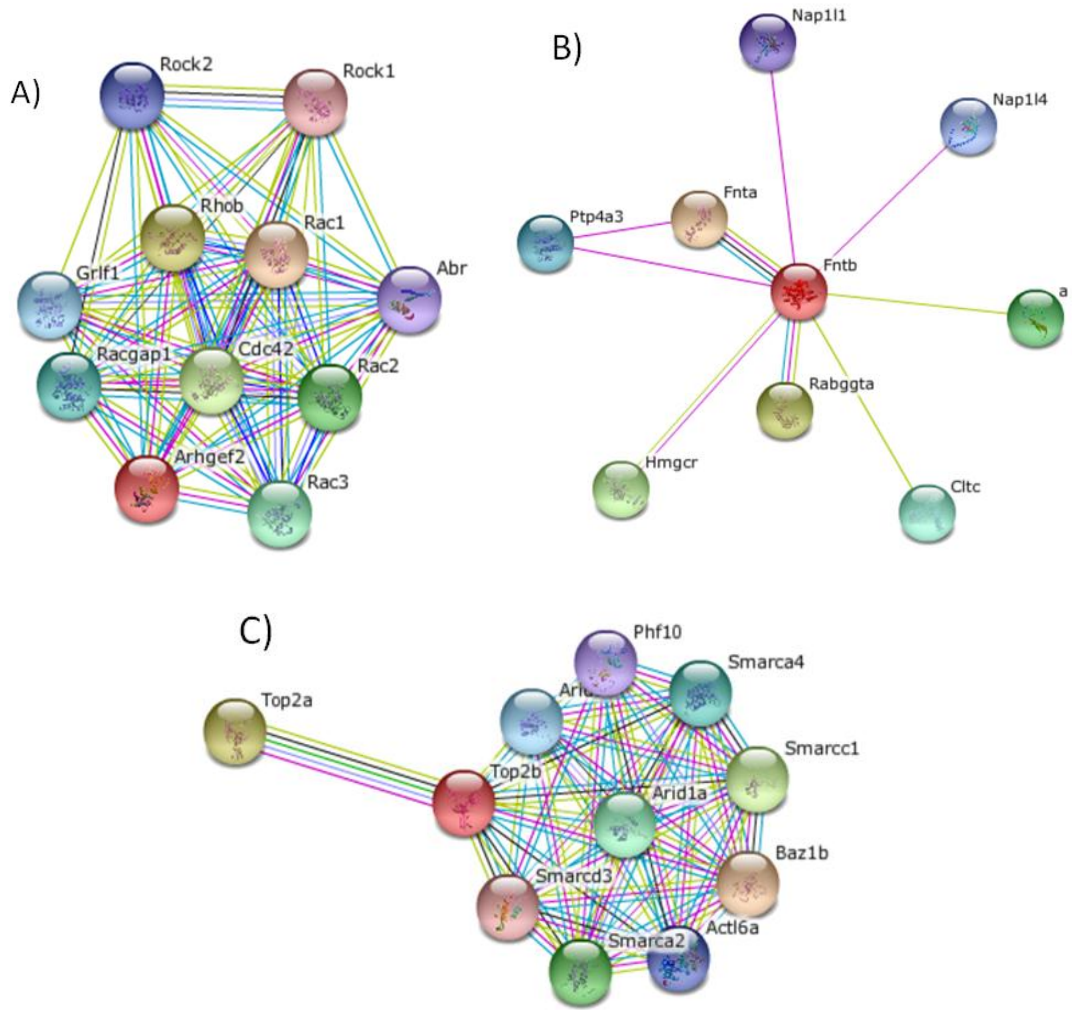 A)
Rock2
Rock1
Rhob
Rac1
Grlf1
Abr
Racgap1
Cdc42
Rac2
Arhgef2
Rac3
B)
Nap1l1
Nap1l4
Fnta
Ptp4a3
Fntb
a
Rabggta
Hmgcr
Cltc
C)
Phf10
Smarca4
Top2a
Smarcc1
Top2b
Arid1a
Baz1b
Smarcd3
Actl6a
Smarca2